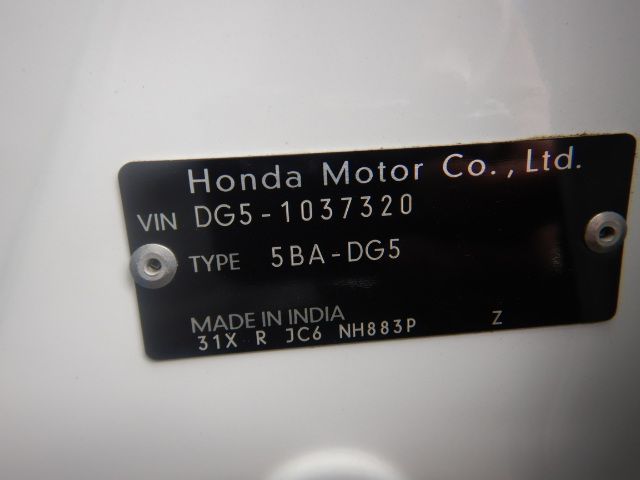 Honda Motor Co., Ltd.
VIN DG5-1037320
TYPE 5BA-DG5
MADE IN INDIA
31X R JC6 NH883P Z